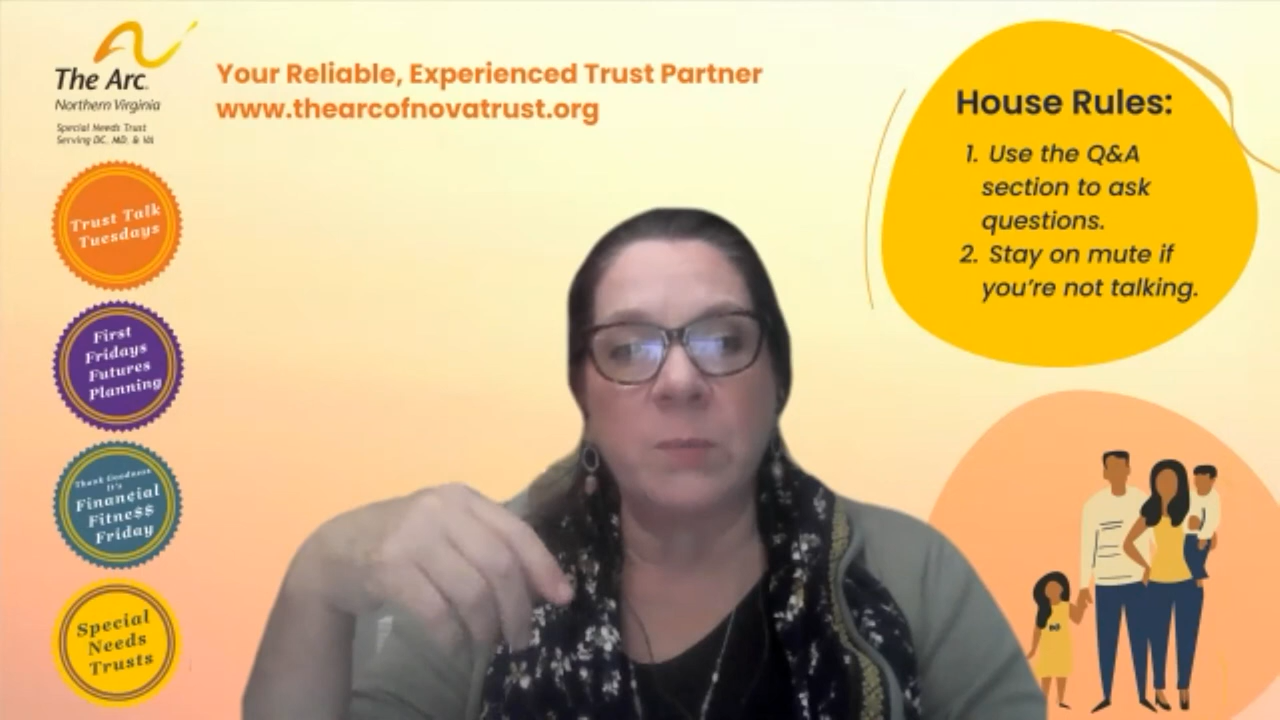 The Arc.
Northern Virginia
Special Needs Trust
Serving DC, MD, & VA
Your Reliable, Experienced Trust Partner
www.thearcofnovatrust.org
House Rules:
1. Use the Q&A
section to ask
questions.
2. Stay on mute if
you're not talking.
Trust Talk
Tuesdays
First
Fridays
Futures
Planning
Thank Goodness
It's
Financial
Fitne$$
Friday
Special
Needs
Trusts